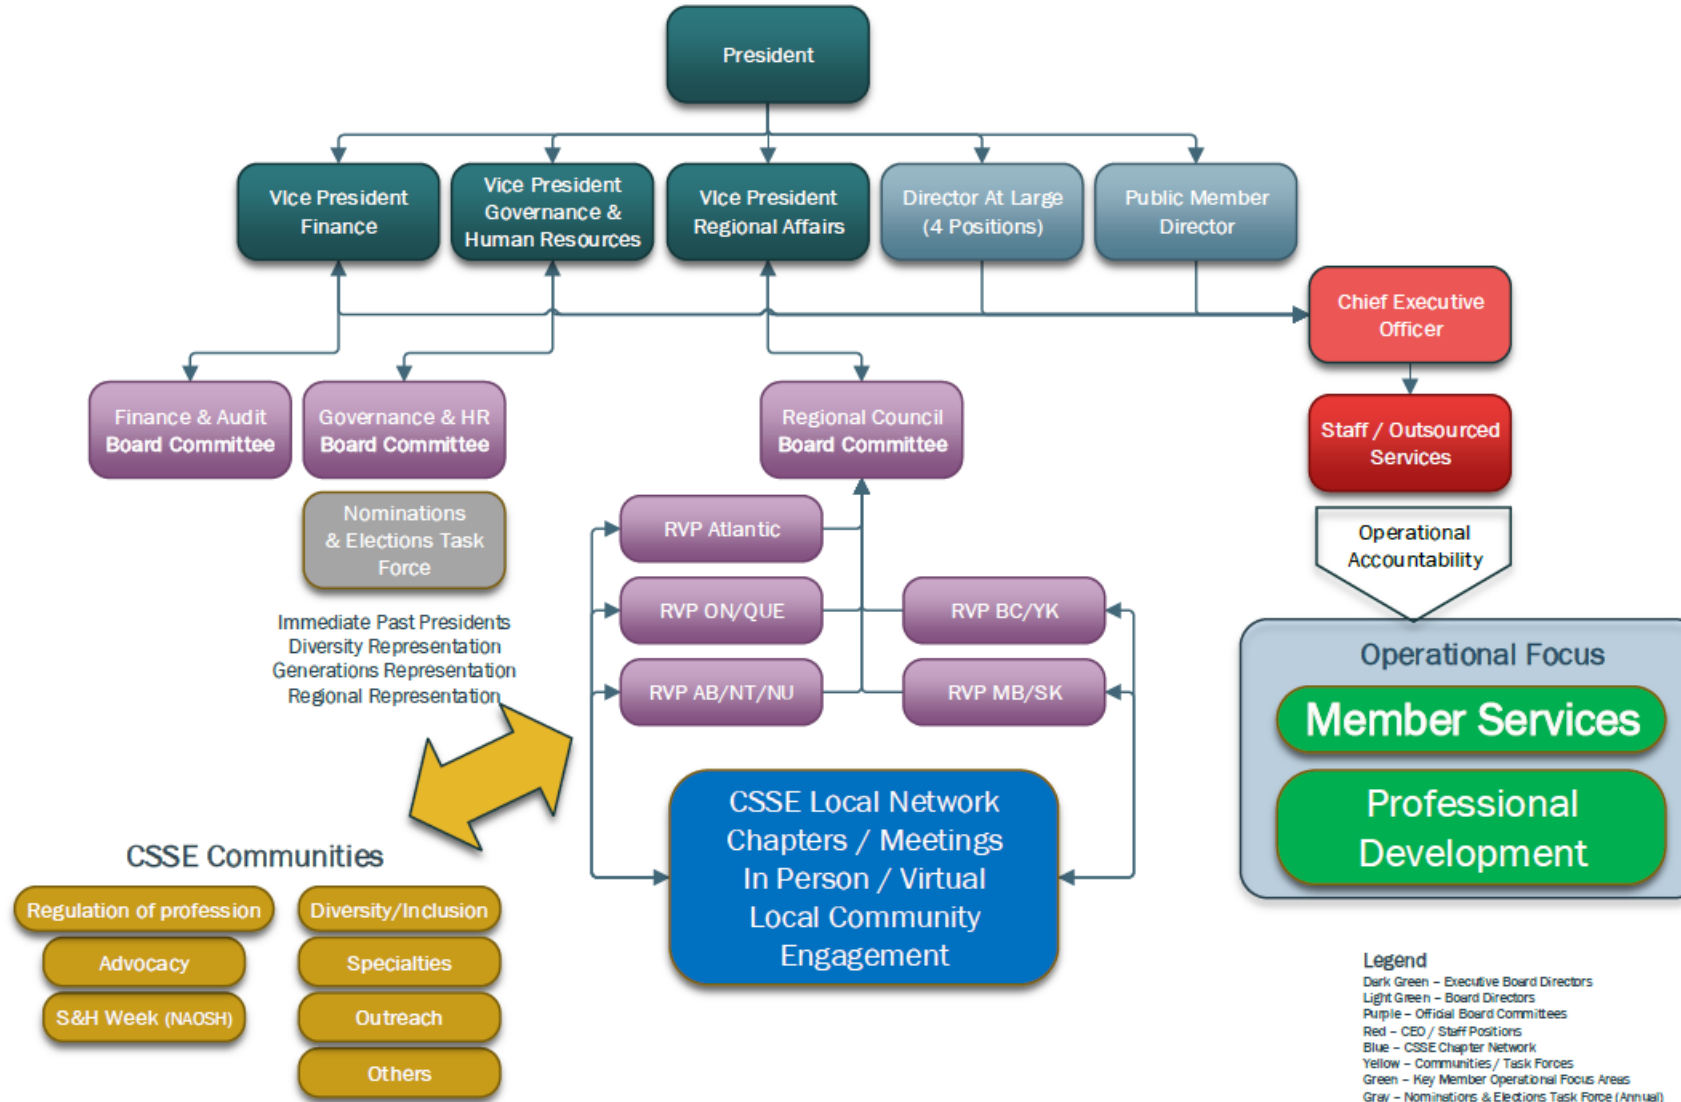 President
VIce President
Finance
Vice President
Governance &
Human Resources
VIce President
Regional Affairs
Director At Large
(4 Positions)
Public Member
Director
Chief Executive
Officer
Finance & Audit
Board Committee
Governance & HR
Board Committee
Regional Council
Board Committee
Staff / Outsourced
Services
Nominations
& Elections Task
Force
RVP Atlantic
Operational
Accountability
RVP ON/QUE
RVP BC/YK
Immediate Past Presidents
Diversity Representation
Generations Representation
Regional Representation
RVP AB/NT/NU
RVP MB/SK
Operational Focus
Member Services
Professional
Development
CSSE Local Network
Chapters / Meetings
In Person / Virtual
Local Community
Engagement
CSSE Communities
Regulation of profession
Diversity/Inclusion
Advocacy
Specialties
S&H Week (NAOSH)
Outreach
Others
Legend
Dark Green – Executive Board Directors
Light Green – Board Directors
Purple – Official Board Committees
Red – CEO / Staff Positions
Blue – CSSE Chapter Network
Yellow – Communities / Task Forces
Green – Key Member Operational Focus Areas
Gray – Nominations & Elections Task Force (Annual)